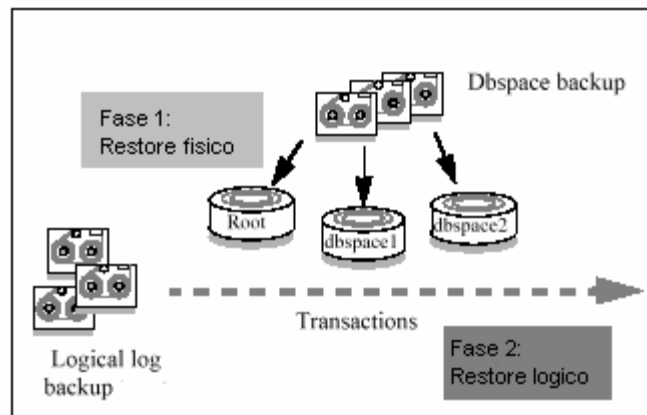 Dbspace backup
Fase 1:
Restore fisico
Root
dbspace1
dbspace2
Transactions
Logical log
backup
Fase 2:
Restore logico